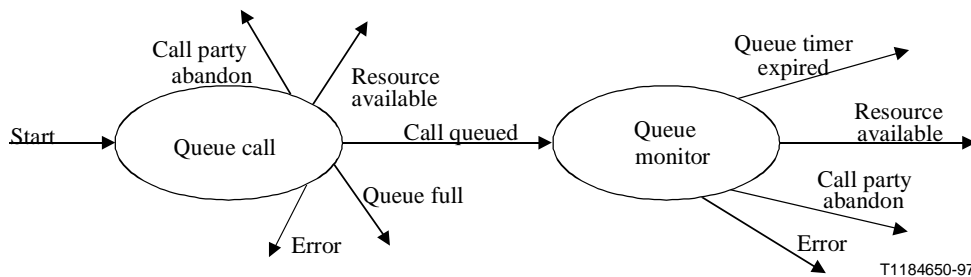 Call party
abandon
Resource
available
Start
Queue call
Call queued
Queue full
Error
Queue timer
expired
Queue
monitor
Resource
available
Call party
abandon
Error
T1184650-97